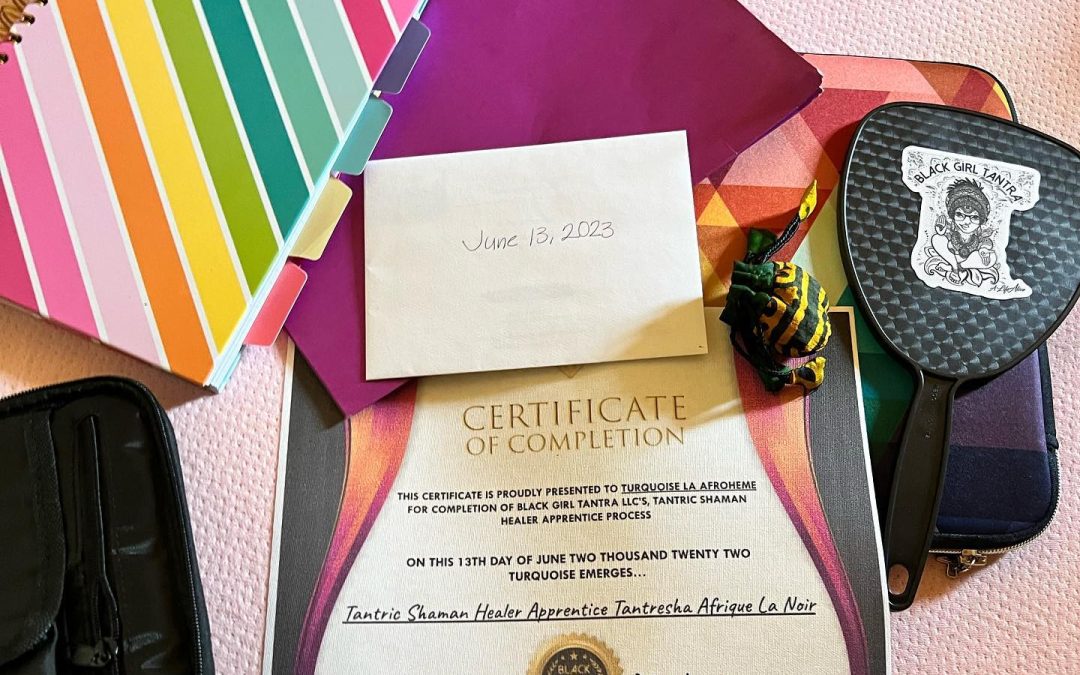 June 13, 2023
BLACK GIRL TANTRA
CERTIFICATE
OF COMPLETION
THIS CERTIFICATE IS PROUDLY PRESENTED TO TURQUOISE LA AFROHEME
FOR COMPLETION OF BLACK GIRL TANTRA LLC'S, TANTRIC SHAMAN
HEALER APPRENTICE PROCESS
ON THIS 13TH DAY OF JUNE TWO THOUSAND TWENTY TWO
TURQUOISE EMERGES...
Tantric Shaman Healer Apprentice Tantresha Afrique La Noir
BLACK